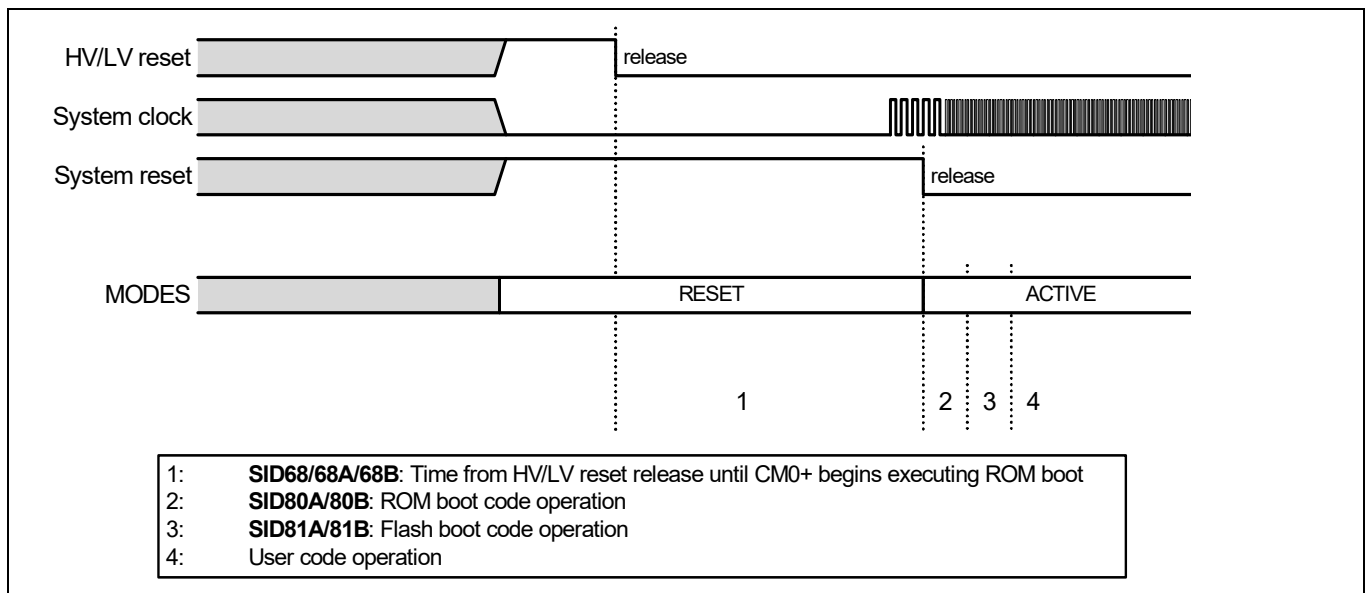 HV/LV reset
release
System clock
System reset
release
MODES
RESET
ACTIVE
1
2
3
4
1: SID68/68A/68B: Time from HV/LV reset release until CM0+ begins executing ROM boot
2: SID80A/80B: ROM boot code operation
3: SID81A/81B: Flash boot code operation
4: User code operation